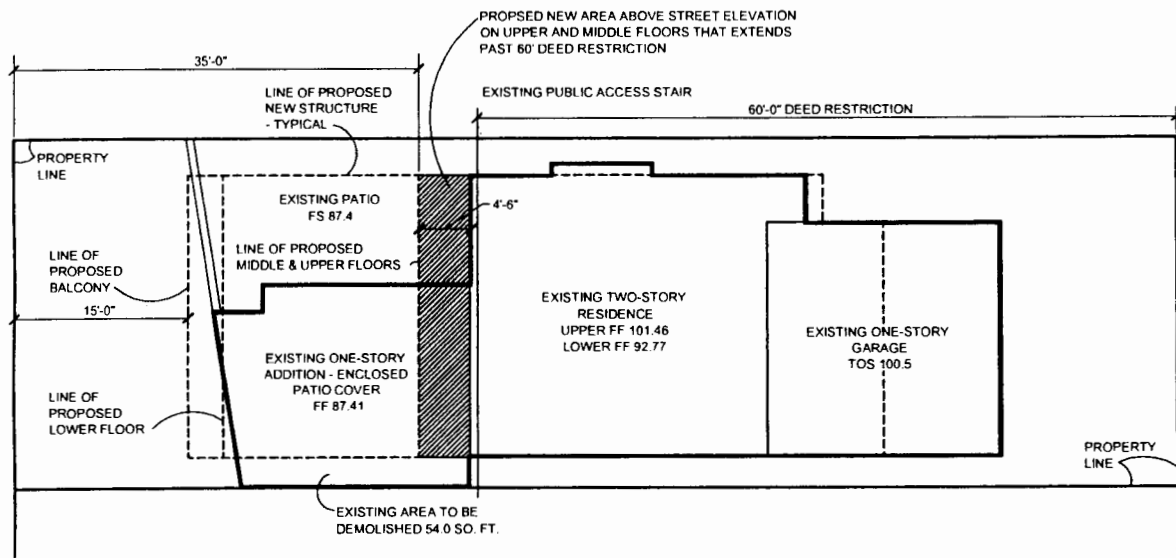 PROPSED NEW AREA ABOVE STREET ELEVATION
ON UPPER AND MIDDLE FLOORS THAT EXTENDS
PAST 60' DEED RESTRICTION
35'-0"
LINE OF PROPOSED
NEW STRUCTURE
- TYPICAL
EXISTING PUBLIC ACCESS STAIR
60'-0" DEED RESTRICTION
PROPERTY
LINE
EXISTING PATIO
FS 87.4
4'-6"
LINE OF PROPOSED
MIDDLE & UPPER FLOORS
LINE OF
PROPOSED
BALCONY
15'-0"
EXISTING TWO-STORY
RESIDENCE
UPPER FF 101.46
LOWER FF 92.77
EXISTING ONE-STORY
GARAGE
TOS 100.5
EXISTING ONE-STORY
ADDITION - ENCLOSED
PATIO COVER
FF 87.41
LINE OF
PROPOSED
LOWER FLOOR
PROPERTY
LINE
EXISTING AREA TO BE
DEMOLISHED 54.0 SQ. FT.